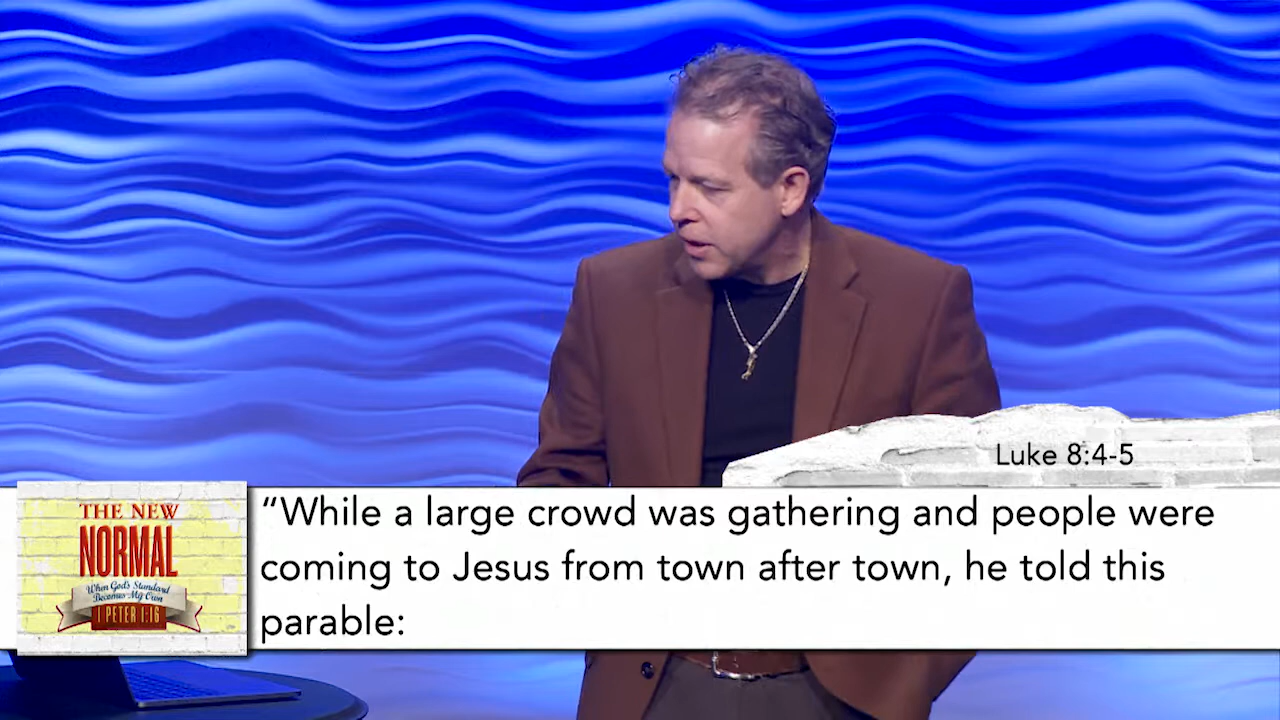 Luke 8:4-5
“While a large crowd was gathering and people were
coming to Jesus from town after town, he told this
parable:
THE NEW
NORMAL
When God's Standard
Becomes My Own
1 PETER 1:16